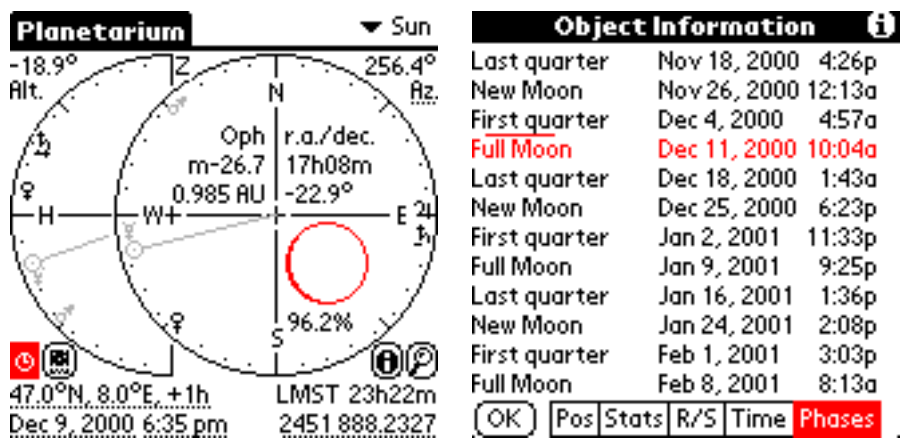 Planetarium
Sun
-18.9° Z 256.4°
Alt. N Az.
Oph r.a./dec.
m-26.7 17h08m
0.985 AU -22.9°
H W E
96.2%
S
47.0°N, 8.0°E, +1h LMST 23h22m
Dec 9, 2000 6:35 pm 2451 888.2327
Object Information
Last quarter Nov 18, 2000 4:26p
New Moon Nov 26, 2000 12:13a
First quarter Dec 4, 2000 4:57a
Full Moon Dec 11, 2000 10:04a
Last quarter Dec 18, 2000 1:43a
New Moon Dec 25, 2000 6:23p
First quarter Jan 2, 2001 11:33p
Full Moon Jan 9, 2001 9:25p
Last quarter Jan 16, 2001 1:36p
New Moon Jan 24, 2001 2:08p
First quarter Feb 1, 2001 3:03p
Full Moon Feb 8, 2001 8:13a
OK Pos Stats R/S Time Phases